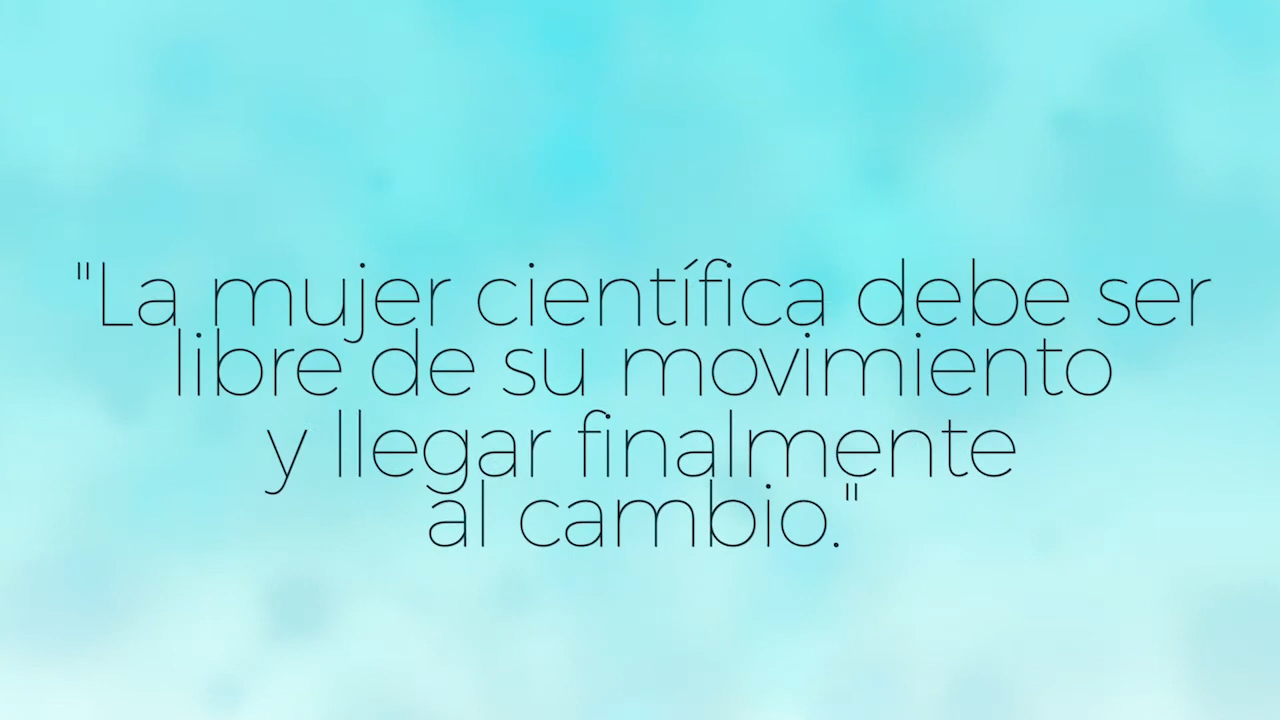 "La mujer científica debe ser
libre de su movimiento
y llegar finalmente
al cambio."